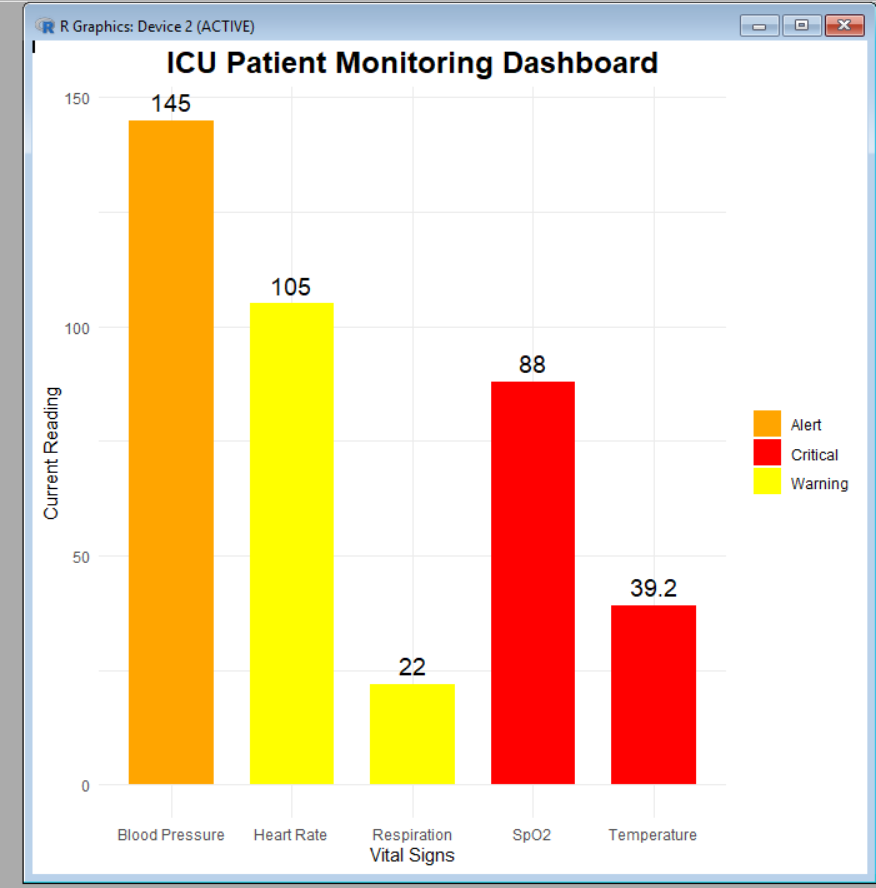 R Graphics: Device 2 (ACTIVE)
ICU Patient Monitoring Dashboard
150
100
50
0
Current Reading
145
105
22
88
39.2
Blood Pressure
Heart Rate
Respiration
SpO2
Temperature
Vital Signs
Alert
Critical
Warning